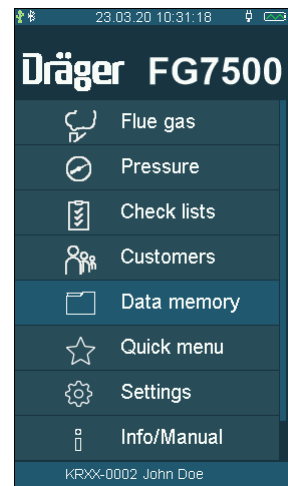 23.03.20 10:31:18
Dräger FG7500
Flue gas
Pressure
Check lists
Customers
Data memory
Quick menu
Settings
Info/Manual
KRXX-0002 John Doe